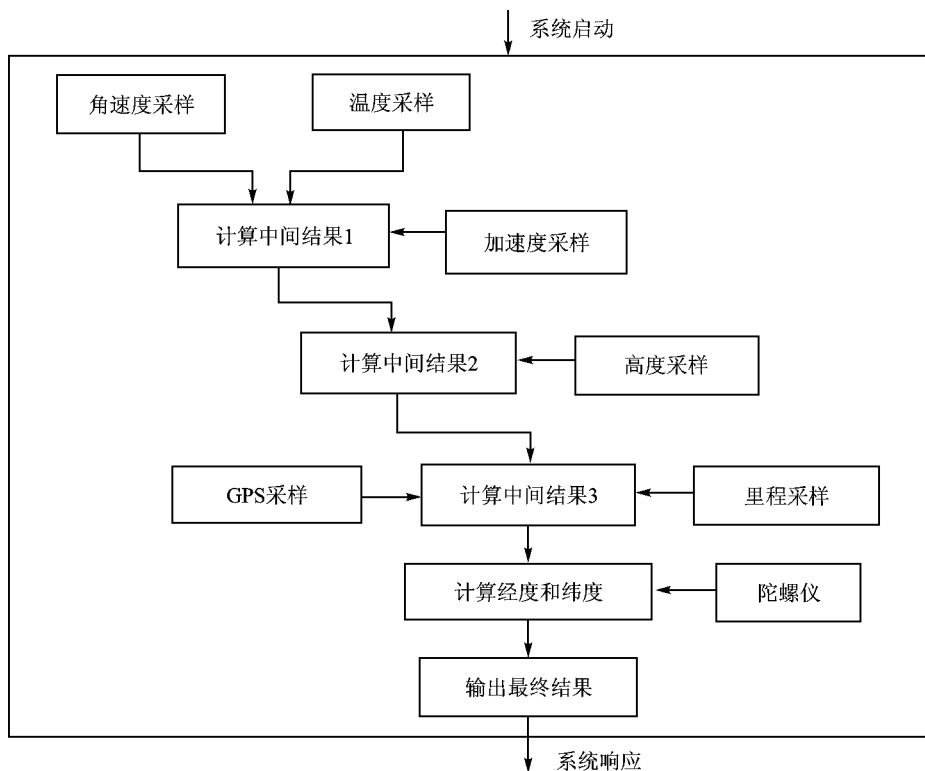 系统启动
角速度采样
温度采样
计算中间结果1
加速度采样
计算中间结果2
高度采样
GPS采样
计算中间结果3
里程采样
计算经度和纬度
陀螺仪
输出最终结果
系统响应